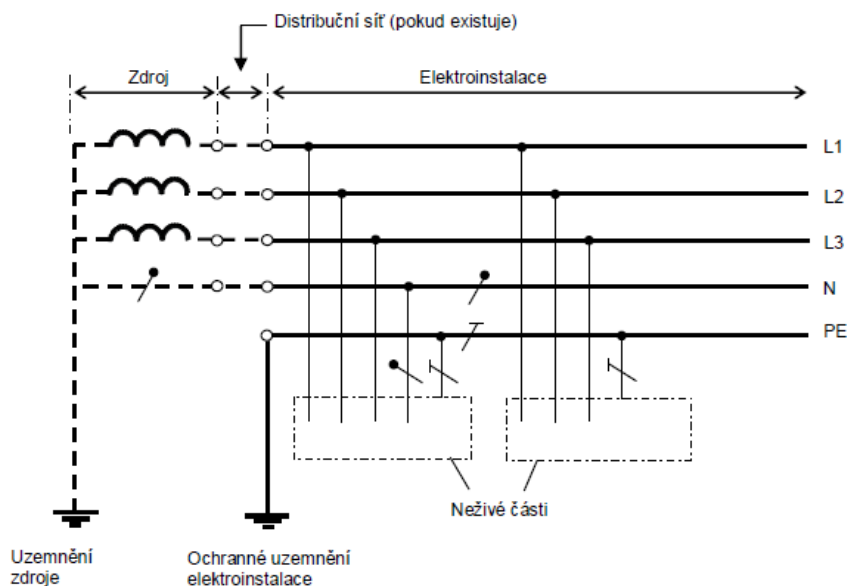 Distribuční síť (pokud existuje)
Zdroj
Elektroinstalace
L1
L2
L3
N
PE
Neživé části
Uzemnění
zdroje
Ochranné uzemnění
elektroinstalace